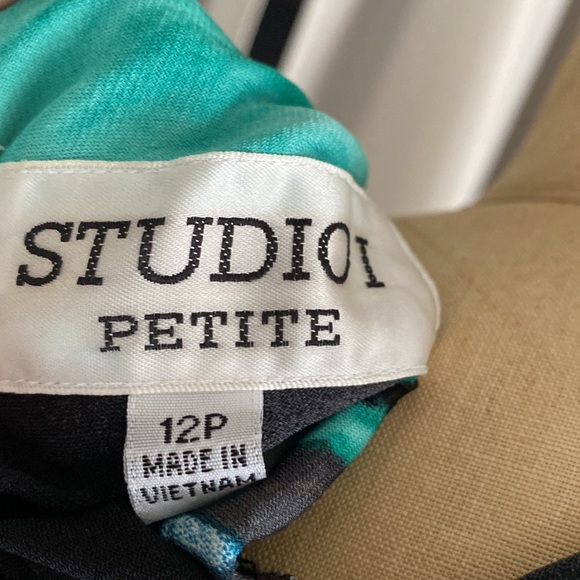 STUDIO I
PETITE
12P
MADE IN
VIETNAM